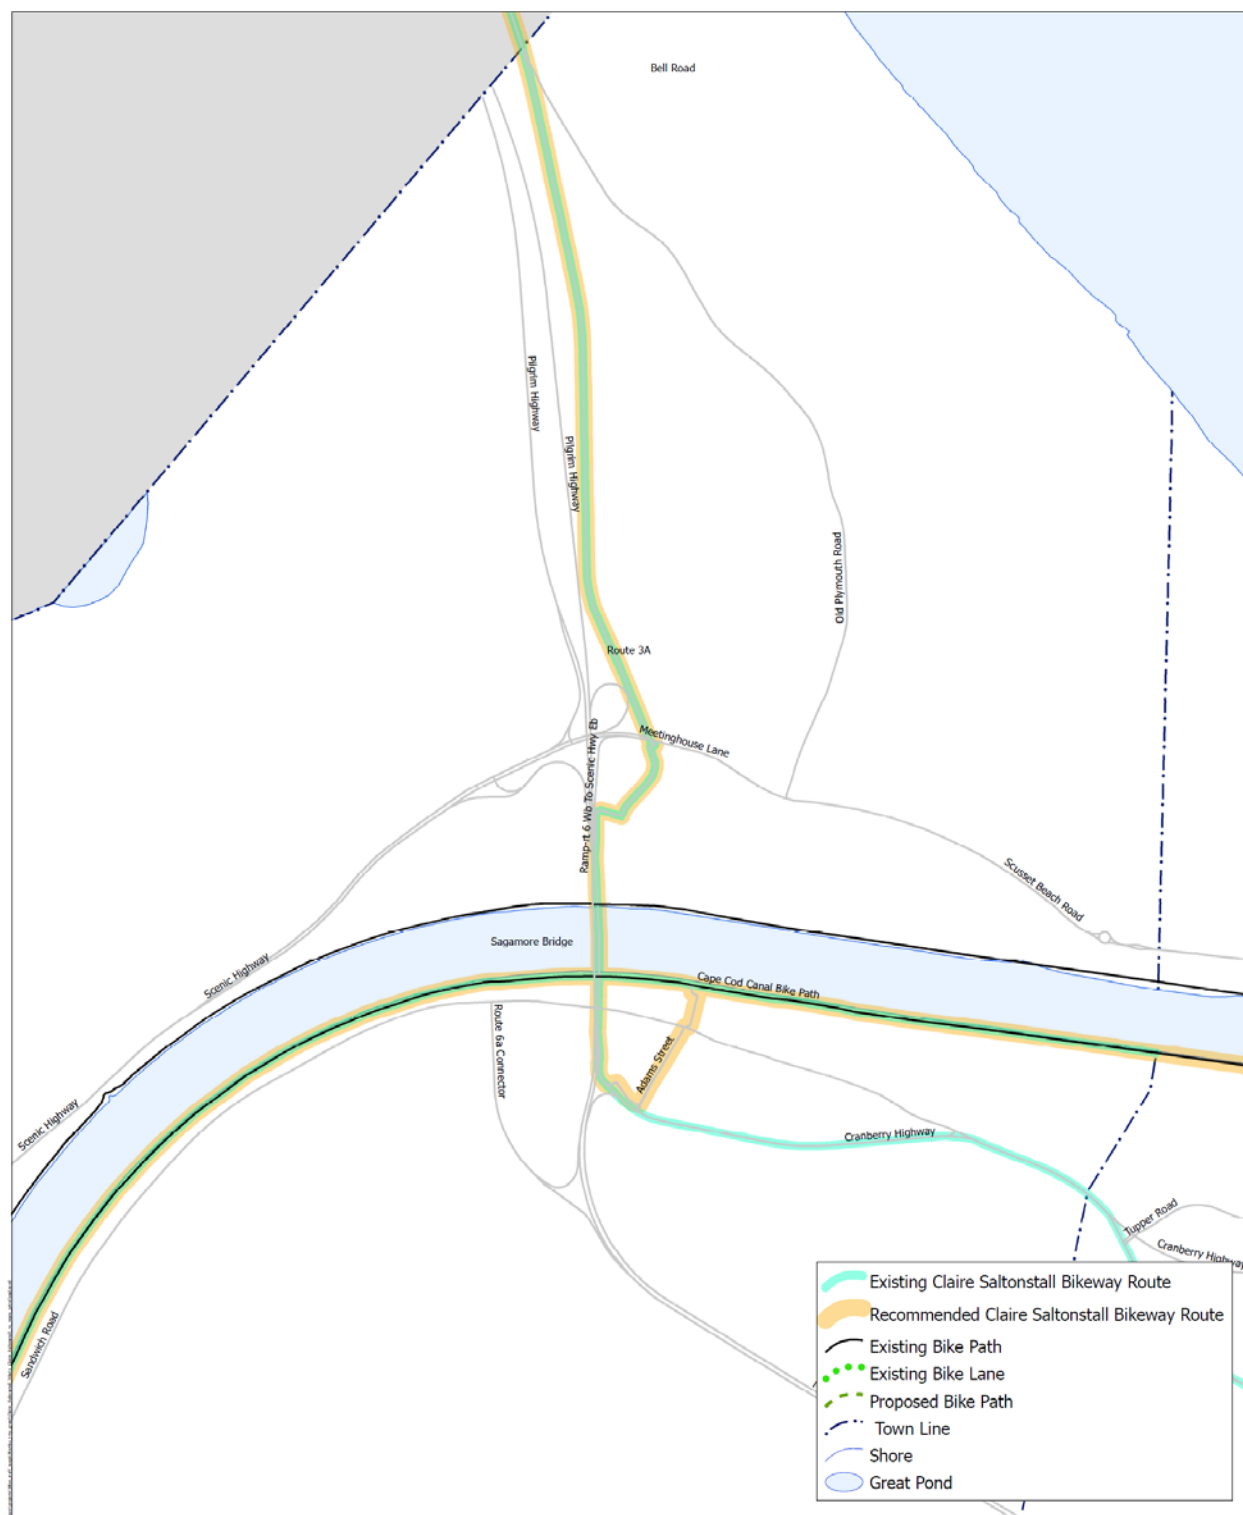 Bell Road
Pilgrim Highway
Pilgrim Highway
Old Plymouth Road
Route 3A
Meetinghouse Lane
Ramp-rt 6 Wb To Scenic Hwy Eb
Scusset Beach Road
Sagamore Bridge
Scenic Highway
Cape Cod Canal Bike Path
Route 6a Connector
Adams Street
Scenic Highway
Cranberry Highway
Tupper Road
Cranberry Highway
Sandwich Road
Existing Claire Saltonstall Bikeway Route
Recommended Claire Saltonstall Bikeway Route
Existing Bike Path
Existing Bike Lane
Proposed Bike Path
Town Line
Shore
Great Pond